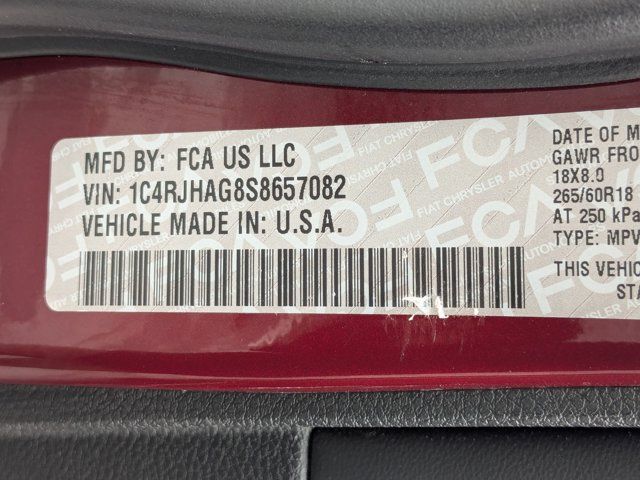 MFD BY: FCA US LLC
VIN: 1C4RJHAG8S8657082
VEHICLE MADE IN: U.S.A.
DATE OF M
GAWR FRO
18X8.0
265/60R18
AT 250 kPa
TYPE: MPV
THIS VEHIC
STA